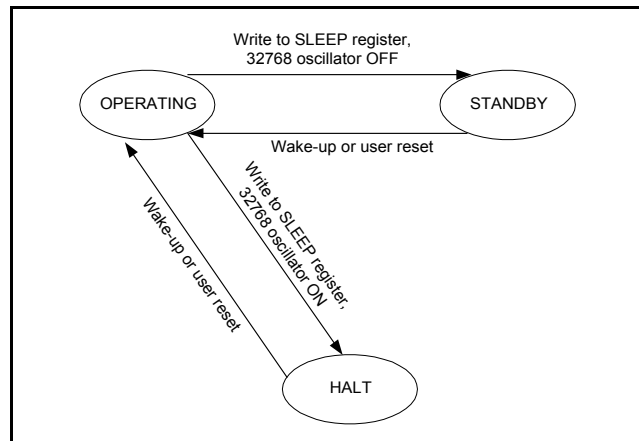 Write to SLEEP register,
32768 oscillator OFF
OPERATING
STANDBY
Wake-up or user reset
Write to SLEEP register,
32768 oscillator ON
Wake-up or user reset
HALT